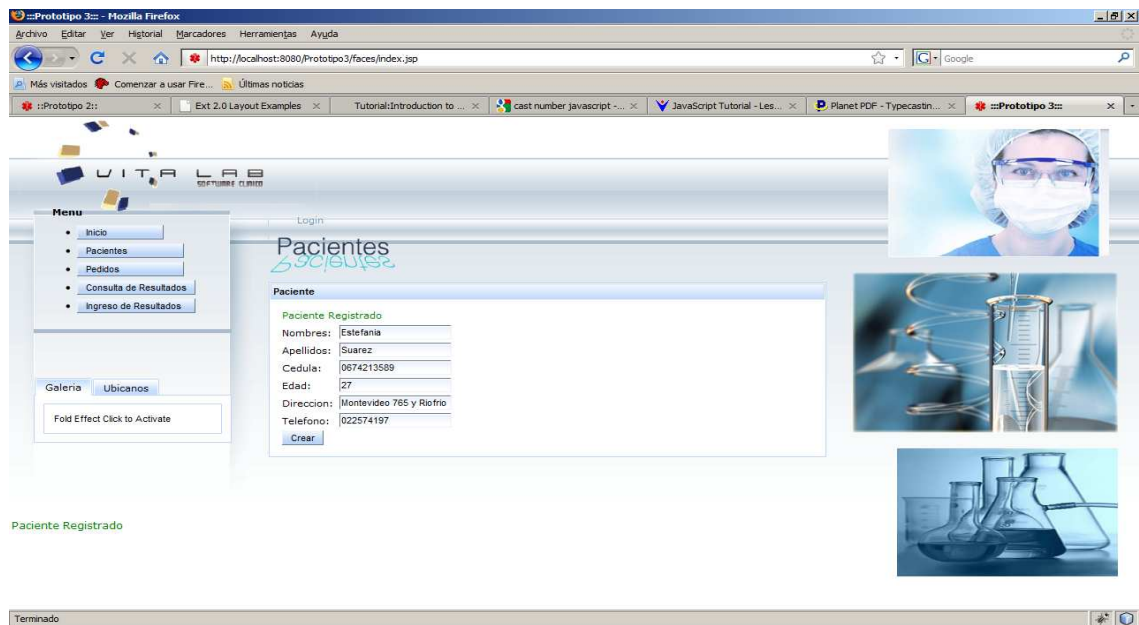 :::Prototipo 3::: - Mozilla Firefox
Archivo Editar Ver Historial Marcadores Herramientas Ayuda
http://localhost:8080/Prototipo3/faces/index.jsp
G Google
Más visitados Comenzar a usar Fire... Últimas noticias
::Prototipo 2:: Ext 2.0 Layout Examples Tutorial:Introduction to ... cast number javascript -... JavaScript Tutorial - Les... Planet PDF - Typecastin... :::Prototipo 3:::
VITA LAB
SOFTWARE CLINICO
Menu
Inicio
Pacientes
Pedidos
Consulta de Resultados
Ingreso de Resultados
Galeria Ubicanos
Fold Effect Click to Activate
Login
Pacientes
Paciente
Paciente Registrado
Nombres: Estefania
Apellidos: Suarez
Cedula: 0674213589
Edad: 27
Direccion: Montevideo 765 y Riofrio
Telefono: 022574197
Crear
Paciente Registrado
Terminado